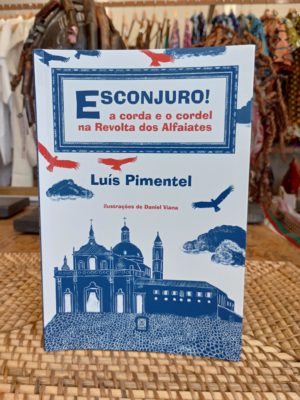 ESCONJURO!
a corda e o cordel
na Revolta dos Alfaiates
Luís Pimentel
ilustrações de Daniel Viana